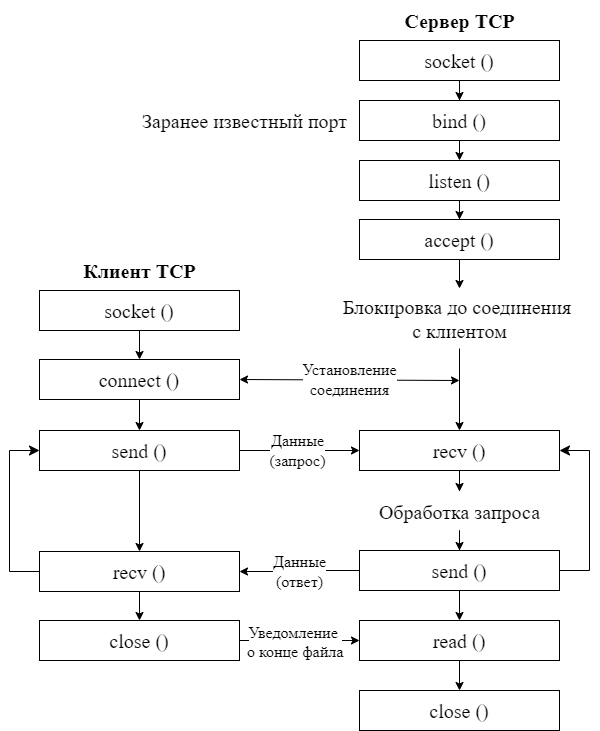 Сервер TCP
socket ()
Заранее известный порт
bind ()
listen ()
accept ()
Клиент TCP
socket ()
Блокировка до соединения
с клиентом
connect ()
Установление
соединения
send ()
Данные
(запрос)
recv ()
Обработка запроса
recv ()
Данные
(ответ)
send ()
close ()
Уведомление
о конце файла
read ()
close ()